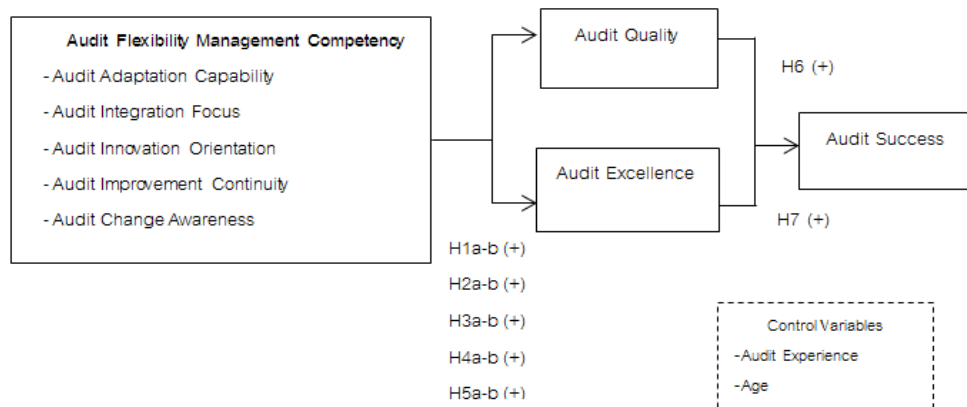 Audit Flexibility Management Competency
- Audit Adaptation Capability
- Audit Integration Focus
- Audit Innovation Orientation
- Audit Improvement Continuity
- Audit Change Awareness
Audit Quality
Audit Excellence
H6 (+)
Audit Success
H7 (+)
H1a-b (+)
H2a-b (+)
H3a-b (+)
H4a-b (+)
H5a-b (+)
Control Variables
-Audit Experience
-Age